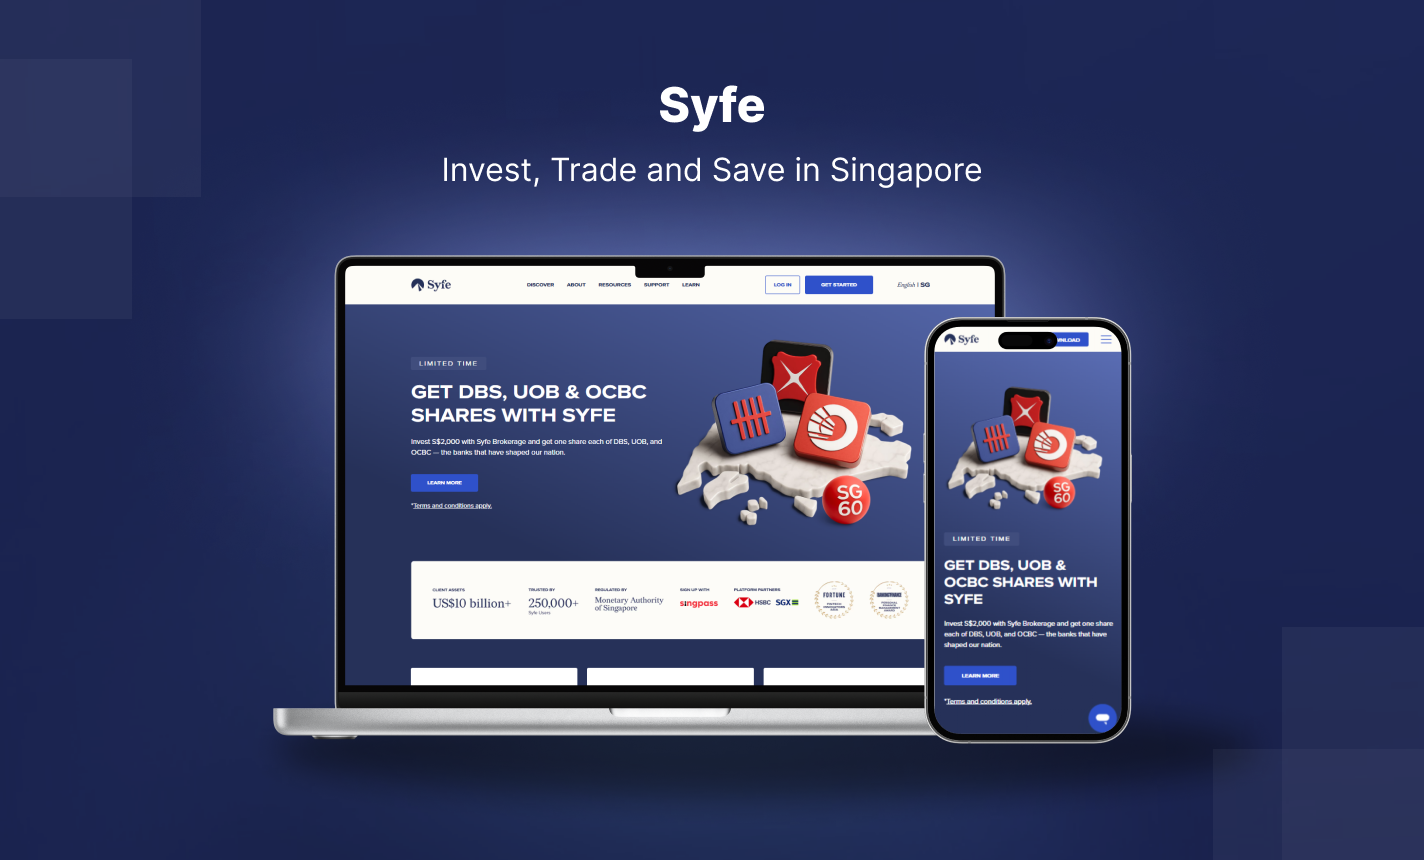 Syfe
Invest, Trade and Save in Singapore
Syfe
DISCOVER ABOUT RESOURCES SUPPORT LEARN
LOG IN
GET STARTED
English | SG
LIMITED TIME
GET DBS, UOB & OCBC
SHARES WITH SYFE
Invest S$2,000 with Syfe Brokerage and get one share each of DBS, UOB, and
OCBC — the banks that have shaped our nation.
LEARN MORE
*Terms and conditions apply.
SG
60
CLIENT ASSETS
US$10 billion+
TRUSTED BY
250,000+
Syfe Users
REGULATED BY
Monetary Authority
of Singapore
SIGN UP WITH
singpass
PLATFORM PARTNERS
HSBC SGX
FORTUNE
Syfe
NLOAD
SG
60
LIMITED TIME
GET DBS, UOB &
OCBC SHARES WITH
SYFE
Invest S$2,000 with Syfe Brokerage and get one share
each of DBS, UOB, and OCBC — the banks that have
shaped our nation.
LEARN MORE
*Terms and conditions apply.